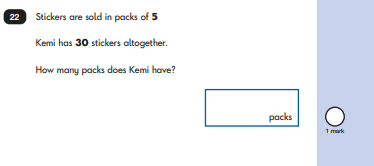 22 Stickers are sold in packs of 5
Kemi has 30 stickers altogether.
How many packs does Kemi have?
packs
1 mark